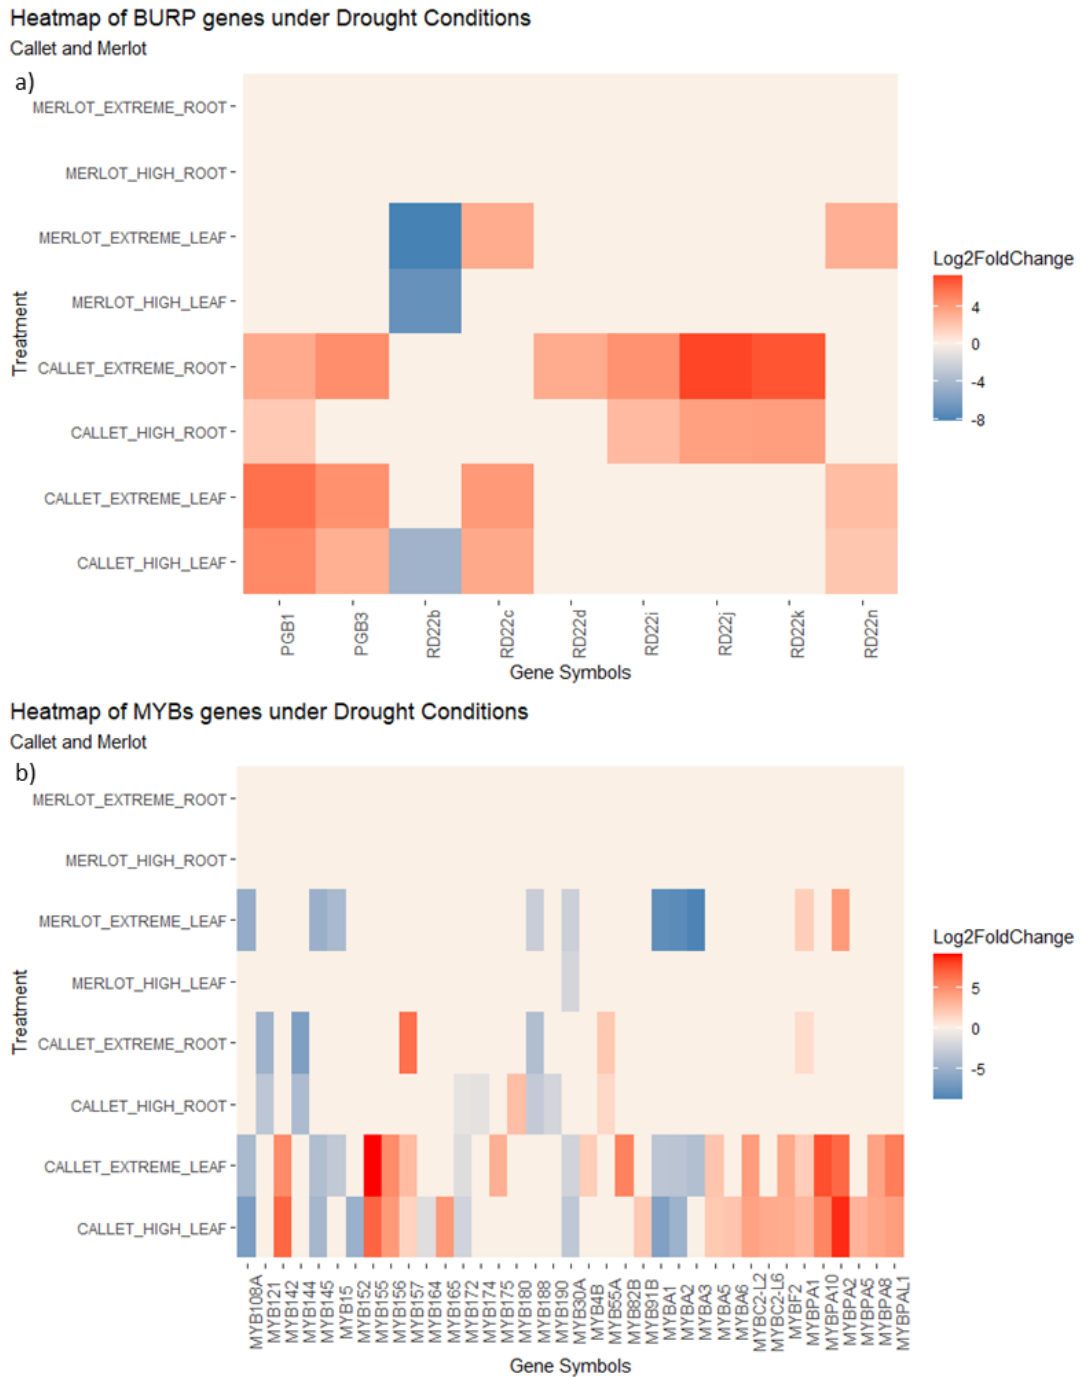 Heatmap of BURP genes under Drought Conditions
Callet and Merlot
a)
MERLOT_EXTREME_ROOT
MERLOT_HIGH_ROOT
MERLOT_EXTREME_LEAF
MERLOT_HIGH_LEAF
CALLET_EXTREME_ROOT
CALLET_HIGH_ROOT
CALLET_EXTREME_LEAF
CALLET_HIGH_LEAF
Treatment
PGB1
PGB3
RD22b
RD22c
RD22d
RD22i
RD22j
RD22k
RD22n
Gene Symbols
Log2FoldChange
4
0
-4
-8
Heatmap of MYBs genes under Drought Conditions
Callet and Merlot
b)
MERLOT_EXTREME_ROOT
MERLOT_HIGH_ROOT
MERLOT_EXTREME_LEAF
MERLOT_HIGH_LEAF
CALLET_EXTREME_ROOT
CALLET_HIGH_ROOT
CALLET_EXTREME_LEAF
CALLET_HIGH_LEAF
Treatment
MYB108A
MYB121
MYB142
MYB144
MYB145
MYB15
MYB152
MYB155
MYB156
MYB157
MYB164
MYB165
MYB172
MYB174
MYB175
MYB180
MYB188
MYB190
MYB30A
MYB4B
MYB55A
MYB82B
MYB91B
MYBA1
MYBA2
MYBA3
MYBA5
MYBA6
MYBC2-L2
MYBC2-L6
MYBF2
MYBPA1
MYBPA10
MYBPA2
MYBPA5
MYBPA8
MYBPAL1
Gene Symbols
Log2FoldChange
5
0
-5